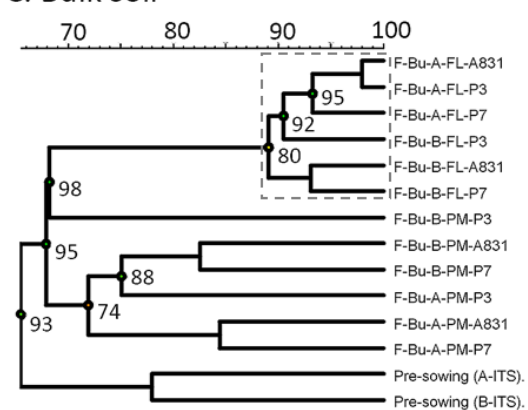 C. Bulk soil
70 80 90 100
F-Bu-A-FL-A831
F-Bu-A-FL-P3
95
F-Bu-A-FL-P7
92
F-Bu-B-FL-P3
80
F-Bu-B-FL-A831
F-Bu-B-FL-P7
98
F-Bu-B-PM-P3
F-Bu-B-PM-A831
95
F-Bu-B-PM-P7
88
F-Bu-A-PM-P3
74
F-Bu-A-PM-A831
93
F-Bu-A-PM-P7
Pre-sowing (A-ITS).
Pre-sowing (B-ITS).